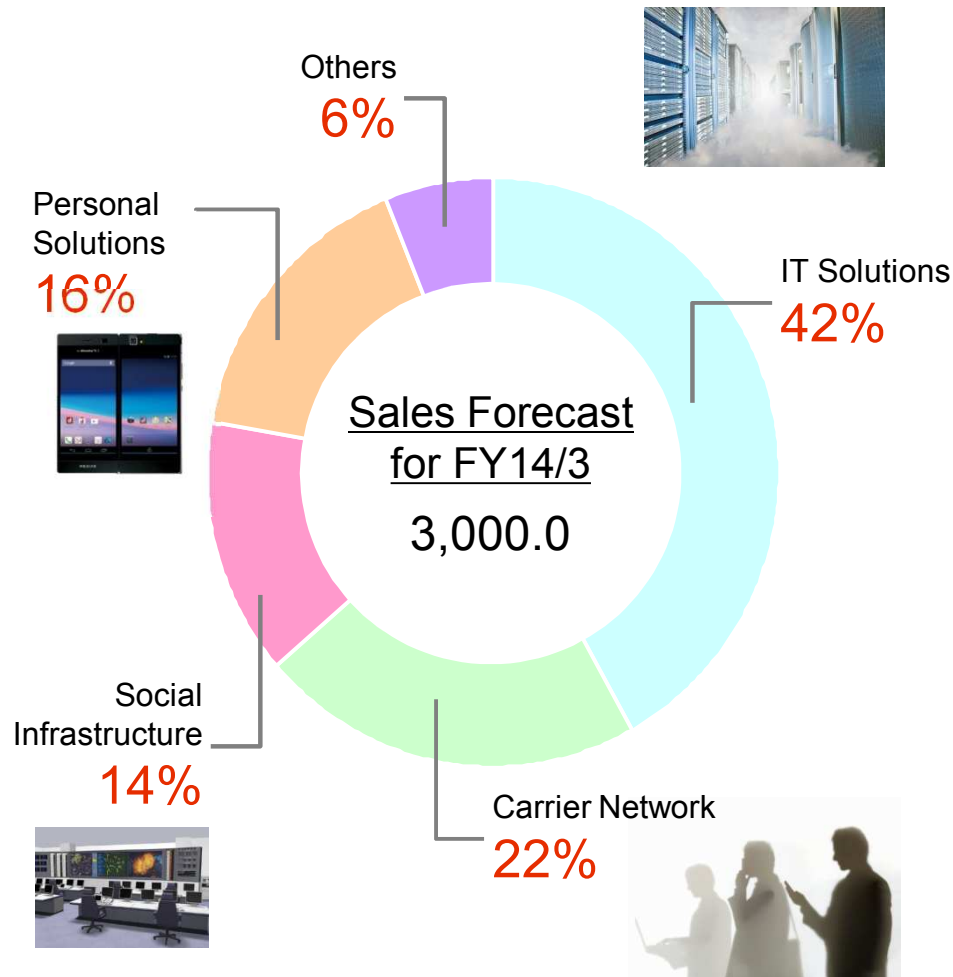 Others
6%
Personal
Solutions
16%
IT Solutions
42%
Sales Forecast
for FY14/3
3,000.0
Social
Infrastructure
14%
Carrier Network
22%